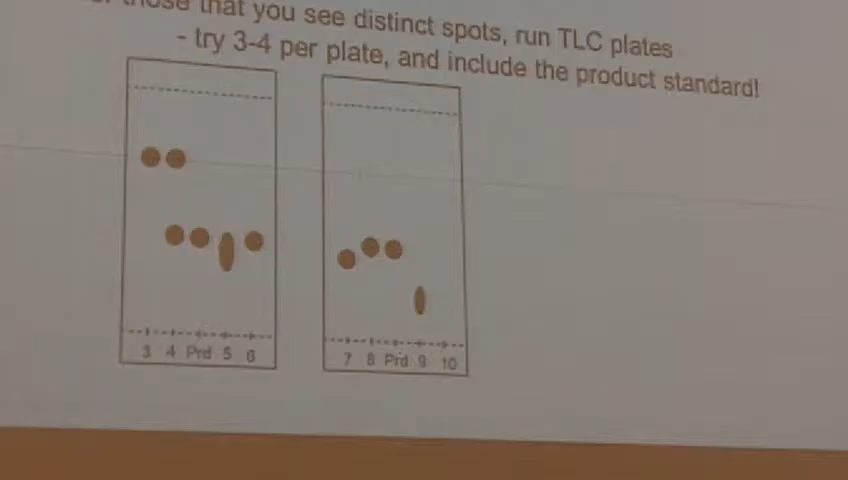 those that you see distinct spots, run TLC plates
- try 3-4 per plate, and include the product standard!
3 4 Prd 5 6
7 8 Prd 9 10